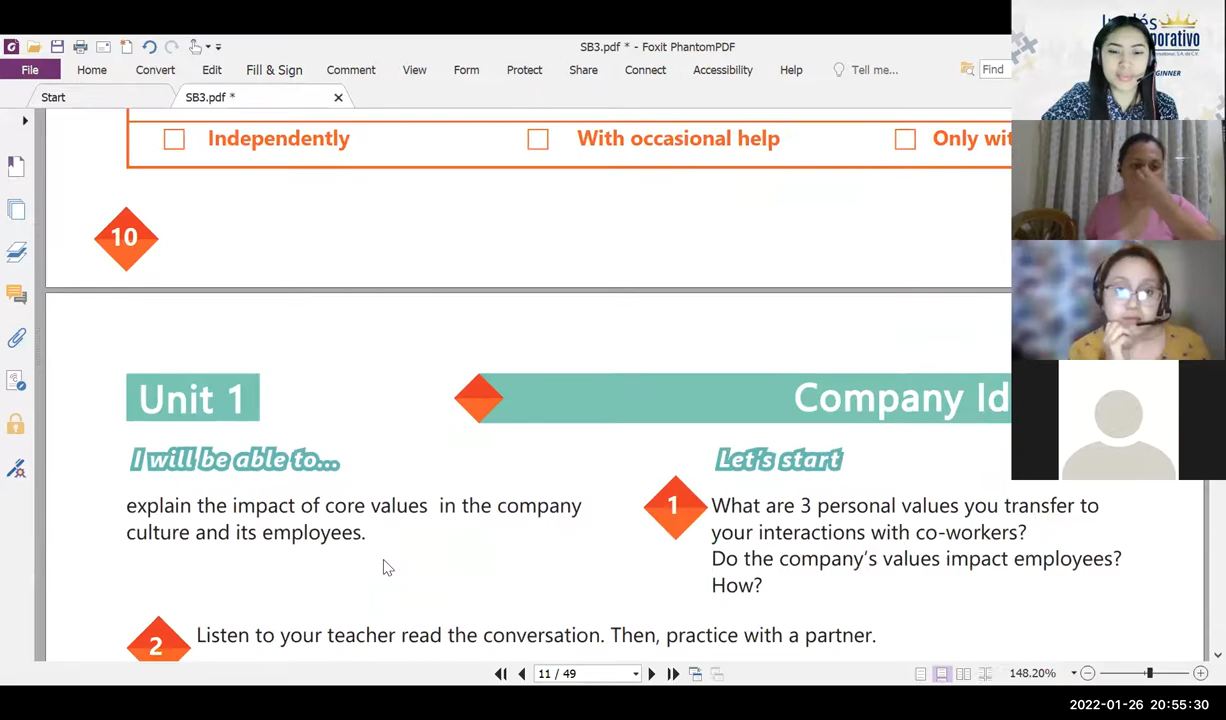 SB3.pdf * - Foxit PhantomPDF
File Home Convert Edit Fill & Sign Comment View Form Protect Share Connect Accessibility Help Tell me... Find
Start SB3.pdf *
Independently With occasional help Only
10
Unit 1 Company
I will be able to... Let's start
explain the impact of core values in the company
culture and its employees.
1 What are 3 personal values you transfer to
your interactions with co-workers?
Do the company's values impact employees?
How?
2 Listen to your teacher read the conversation. Then, practice with a partner.
11 / 49 148.20%
2022-01-26 20:55:30